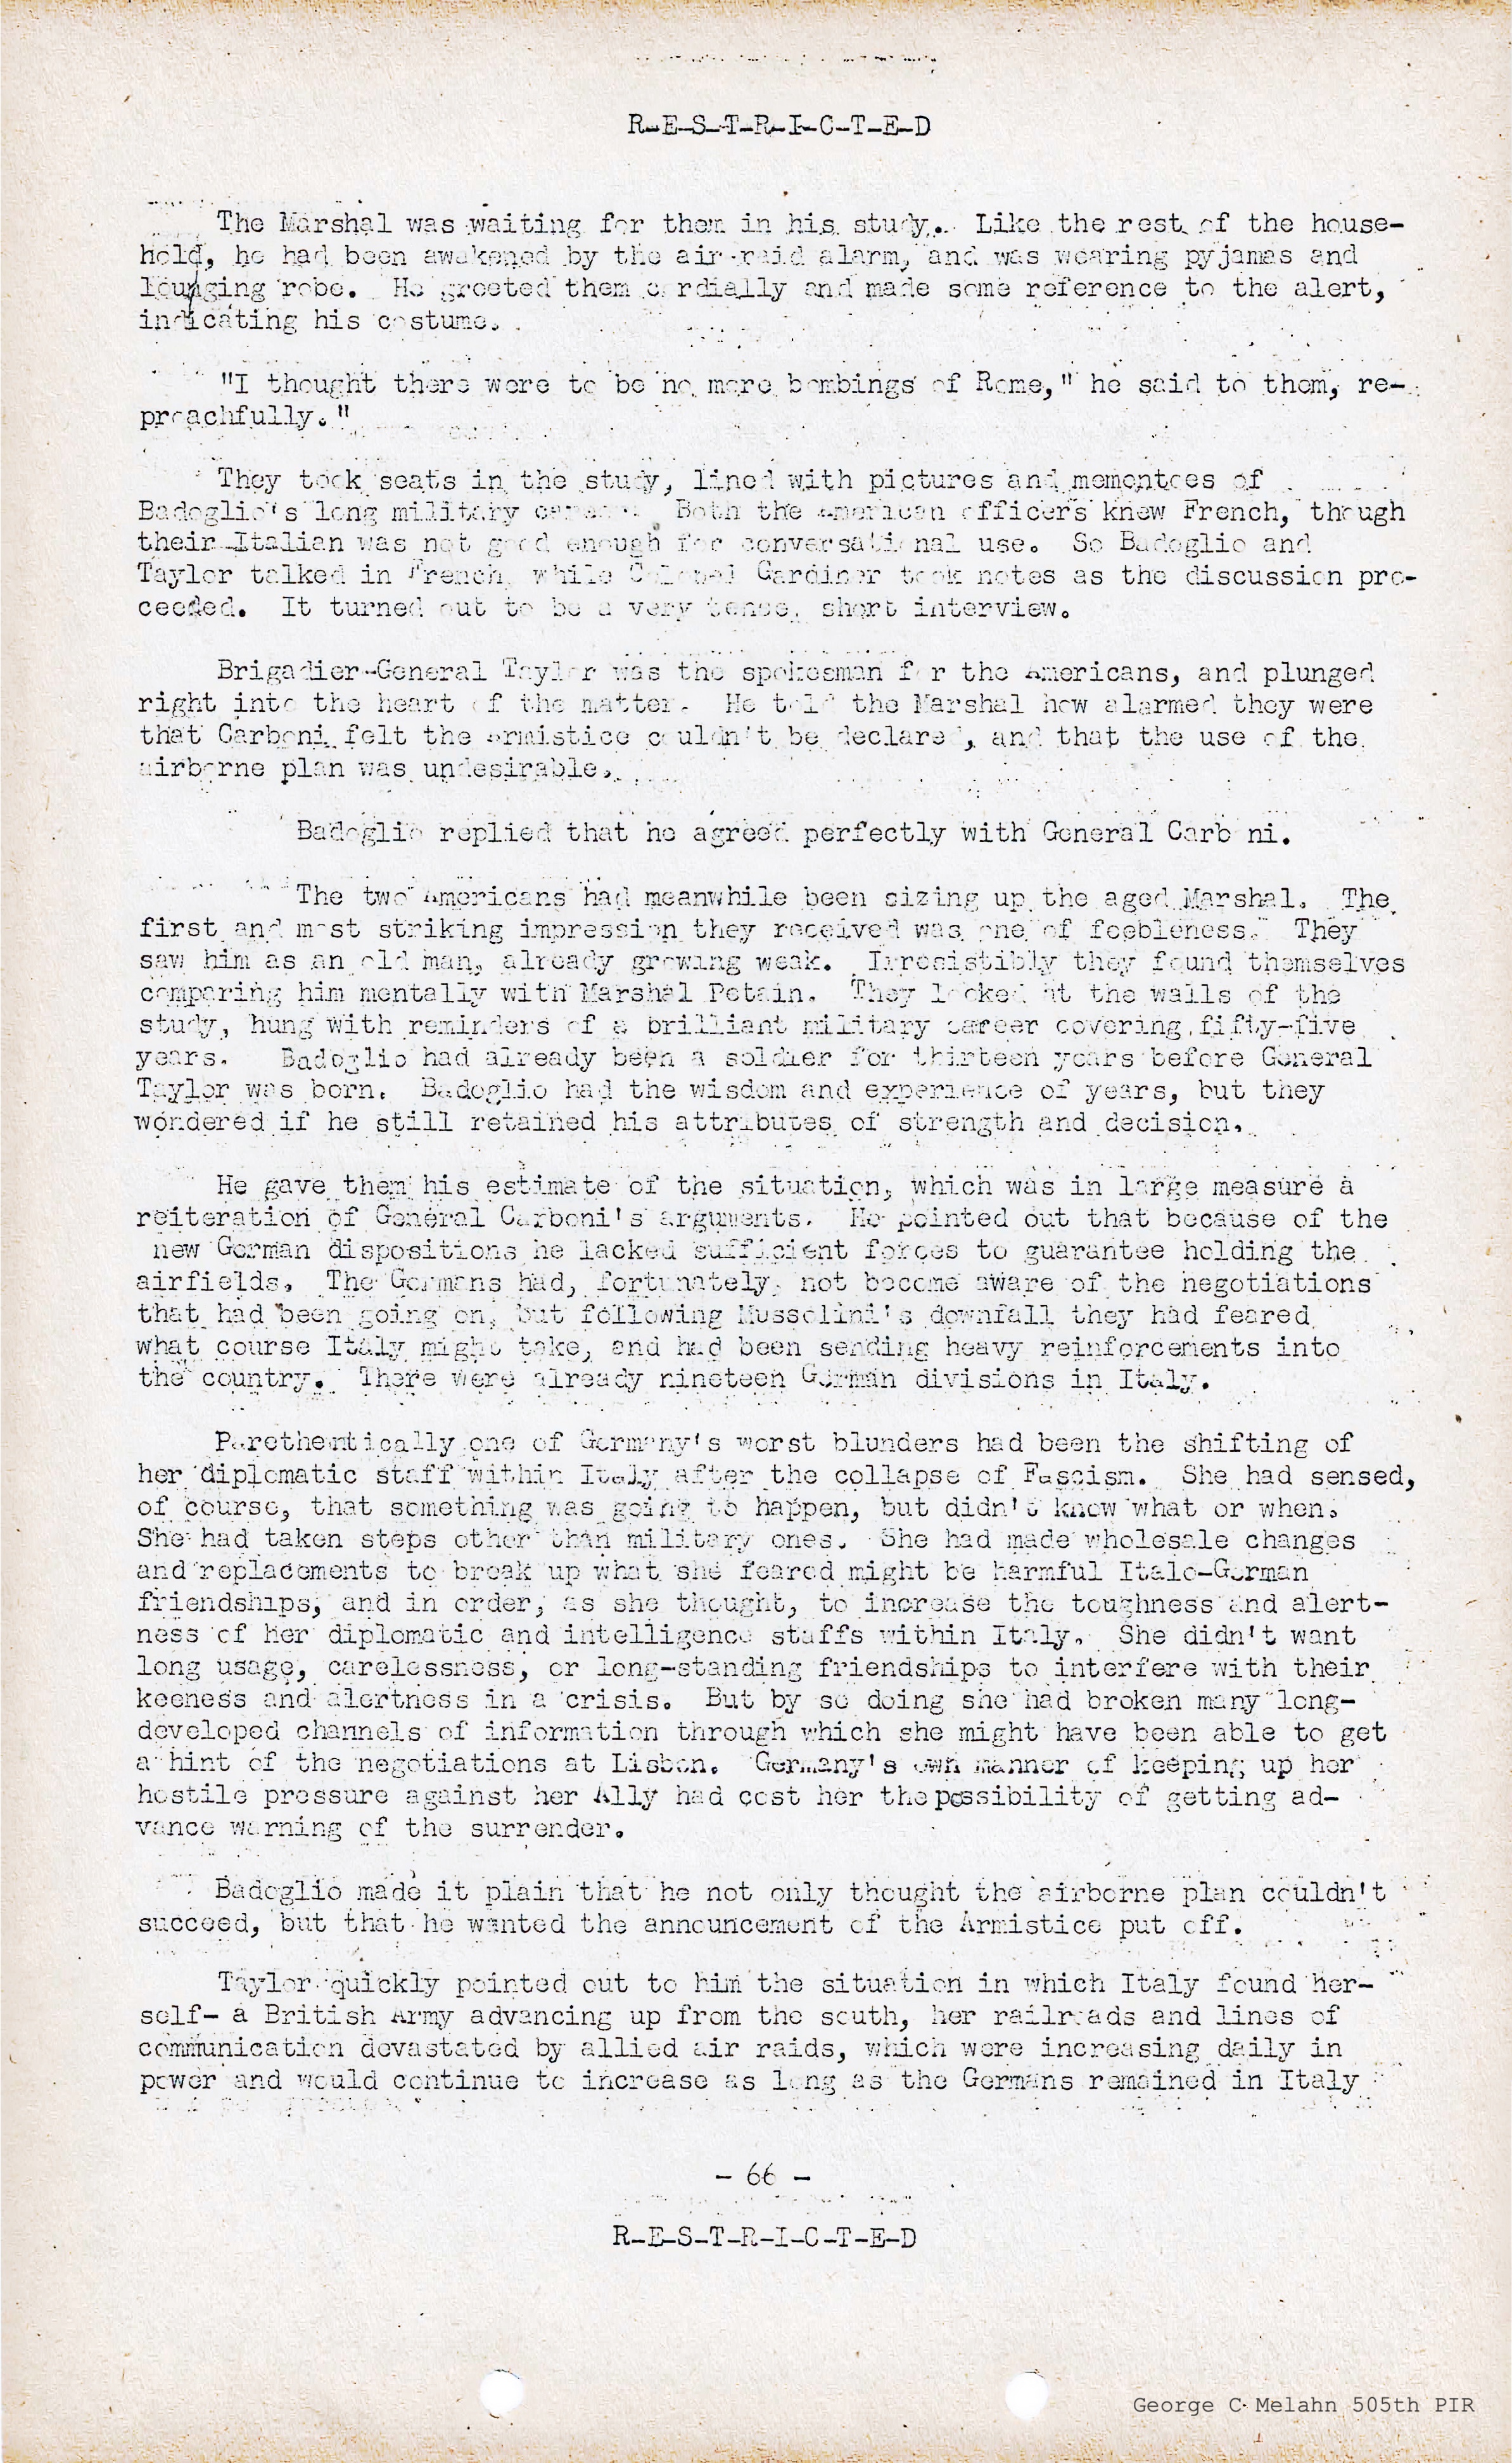 R-E-S-T-R-I-C-T-E-D
The Marshal was waiting for them in his study. Like the rest of the house-
hold, he had been awakened by the air-raid alarm, and was wearing pyjamas and
lounging robe. He greeted them cordially and made some reference to the alert,
indicating his costume.
"I thought there were to be no more bombings of Rome," he said to them, re-
proachfully."
They took seats in the study, lined with pictures and momentoes of
Badoglio's long military career. Both the American officers knew French, though
their Italian was not good enough for conversational use. So Badoglio and
Taylor talked in French, while Colonel Gardiner took notes as the discussion pro-
ceeded. It turned out to be a very tense, short interview.
Brigadier-General Taylor was the spokesman for the Americans, and plunged
right into the heart of the matter. He told the Marshal how alarmed they were
that Carboni felt the Armistice couldn't be declared, and that the use of the
airborne plan was undesirable.
Badoglio replied that he agreed perfectly with General Carboni.
The two Americans had meanwhile been sizing up the aged Marshal. The
first and most striking impression they received was one of feebleness. They
saw him as an old man, already growing weak. Irresistibly they found themselves
comparing him mentally with Marshal Petain. They looked at the walls of the
study, hung with reminders of a brilliant military career covering fifty-five
years. Badoglio had already been a soldier for thirteen years before General
Taylor was born. Badoglio had the wisdom and experience of years, but they
wondered if he still retained his attributes of strength and decision.
He gave them his estimate of the situation, which was in large measure a
reiteration of General Carboni's arguments. He pointed out that because of the
new German dispositions he lacked sufficient forces to guarantee holding the
airfields. The Germans had, fortunately, not become aware of the negotiations
that had been going on, but following Mussolini's downfall they had feared
what course Italy might take, and had been sending heavy reinforcements into
the country. There were already nineteen German divisions in Italy.
Parethentically one of Germany's worst blunders had been the shifting of
her diplomatic staff within Italy after the collapse of Fascism. She had sensed,
of course, that something was going to happen, but didn't know what or when.
She had taken steps other than military ones. She had made wholesale changes
and replacements to break up what she feared might be harmful Italo-German
friendships, and in order, as she thought, to increase the toughness and alert-
ness of her diplomatic and intelligence staffs within Italy. She didn't want
long usage, carelessness, or long-standing friendships to interfere with their
keeness and alertness in a crisis. But by so doing she had broken many long-
developed channels of information through which she might have been able to get
a hint of the negotiations at Lisbon. Germany's own manner of keeping up her
hostile pressure against her Ally had cost her the possibility of getting ad-
vance warning of the surrender.
Badoglio made it plain that he not only thought the airborne plan couldn't
succeed, but that he wanted the announcement of the Armistice put off.
Taylor quickly pointed out to him the situation in which Italy found her-
self- a British Army advancing up from the south, her railroads and lines of
communication devastated by allied air raids, which were increasing daily in
power and would continue to increase as long as the Germans remained in Italy
- 66 -
R-E-S-T-R-I-C-T-E-D
George C. Melahn 505th PIR